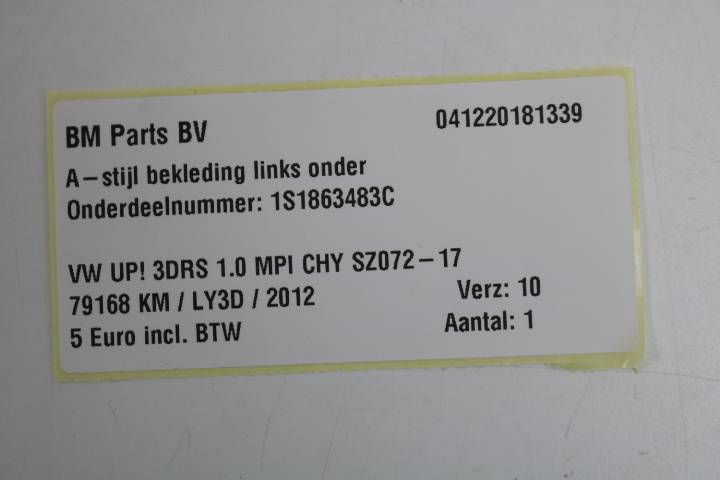 BM Parts BV 041220181339
A-stijl bekleding links onder
Onderdeelnummer: 1S1863483C
VW UP! 3DRS 1.0 MPI CHY SZ072-17
79168 KM / LY3D / 2012 Verz: 10
5 Euro incl. BTW Aantal: 1